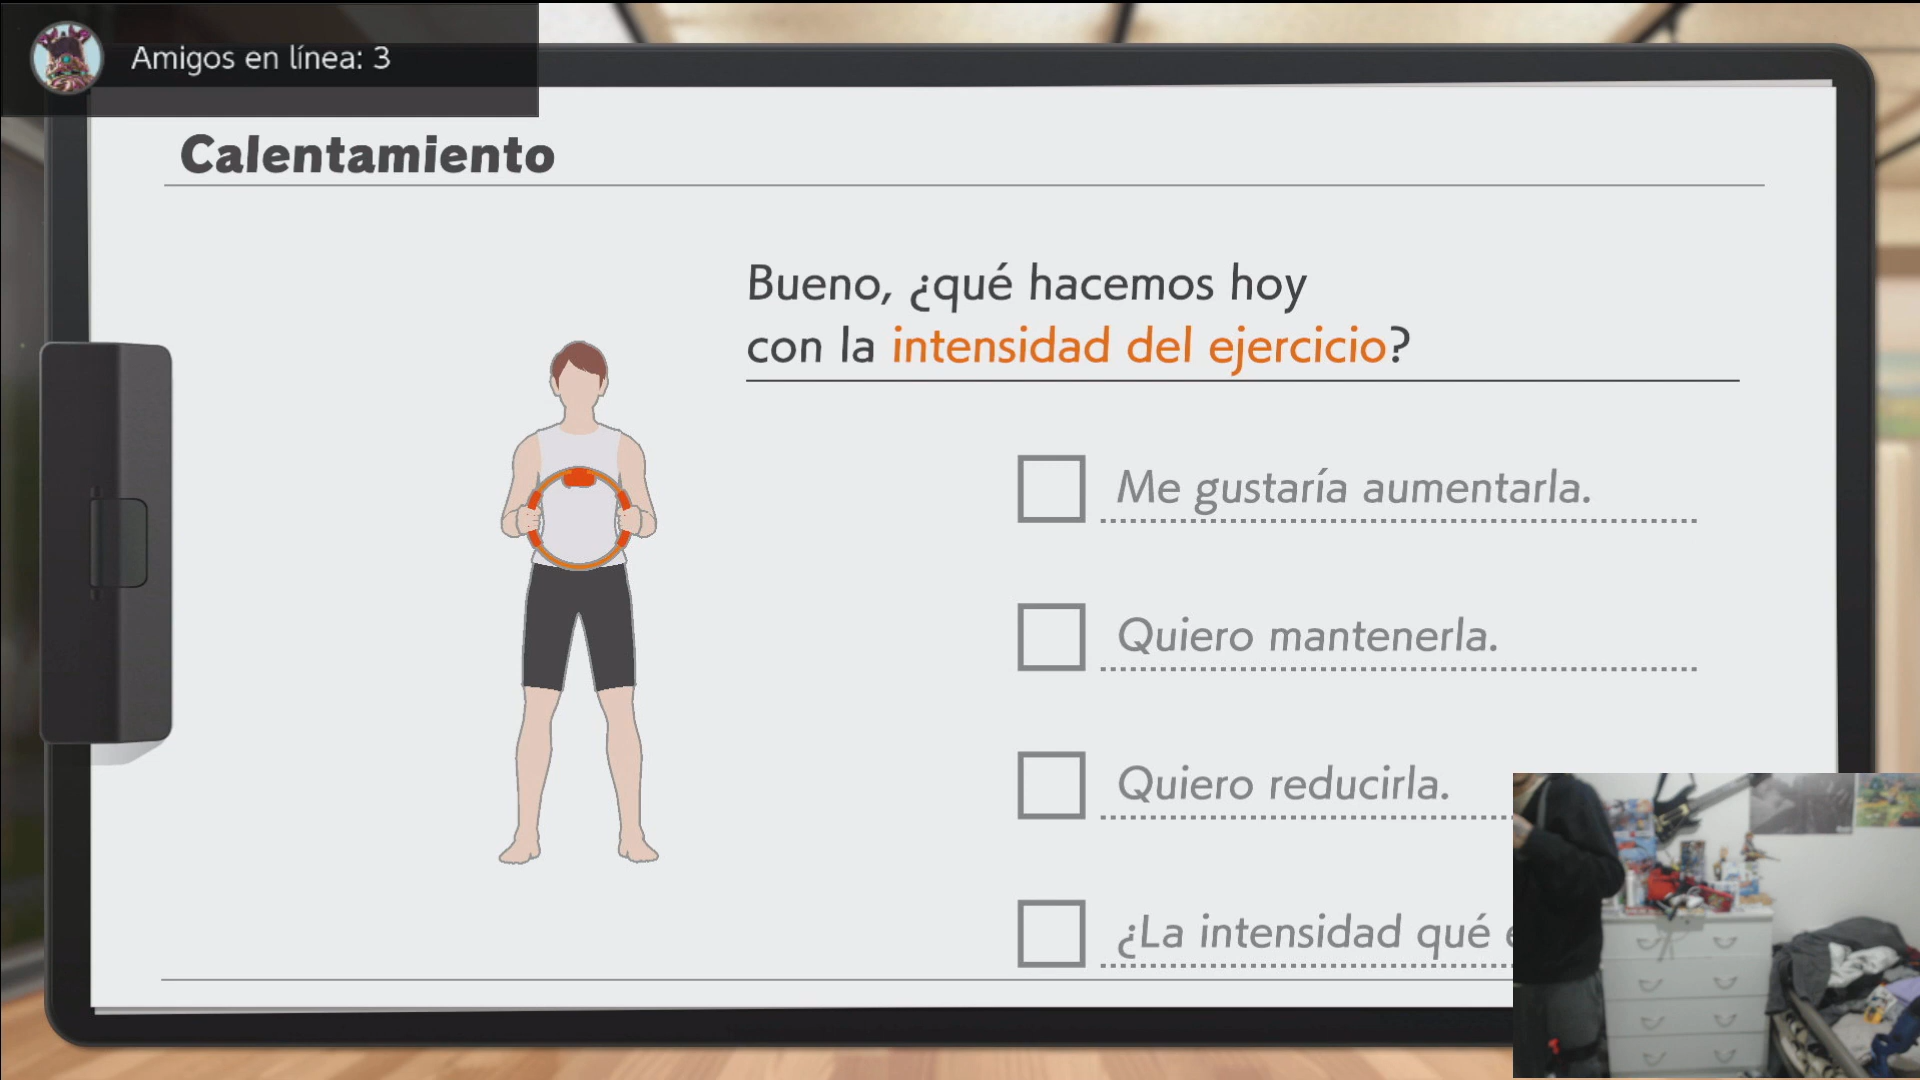 Amigos en línea: 3
Calentamiento
Bueno, ¿qué hacemos hoy
con la intensidad del ejercicio?
Me gustaría aumentarla.
Quiero mantenerla.
Quiero reducirla.
¿La intensidad qué